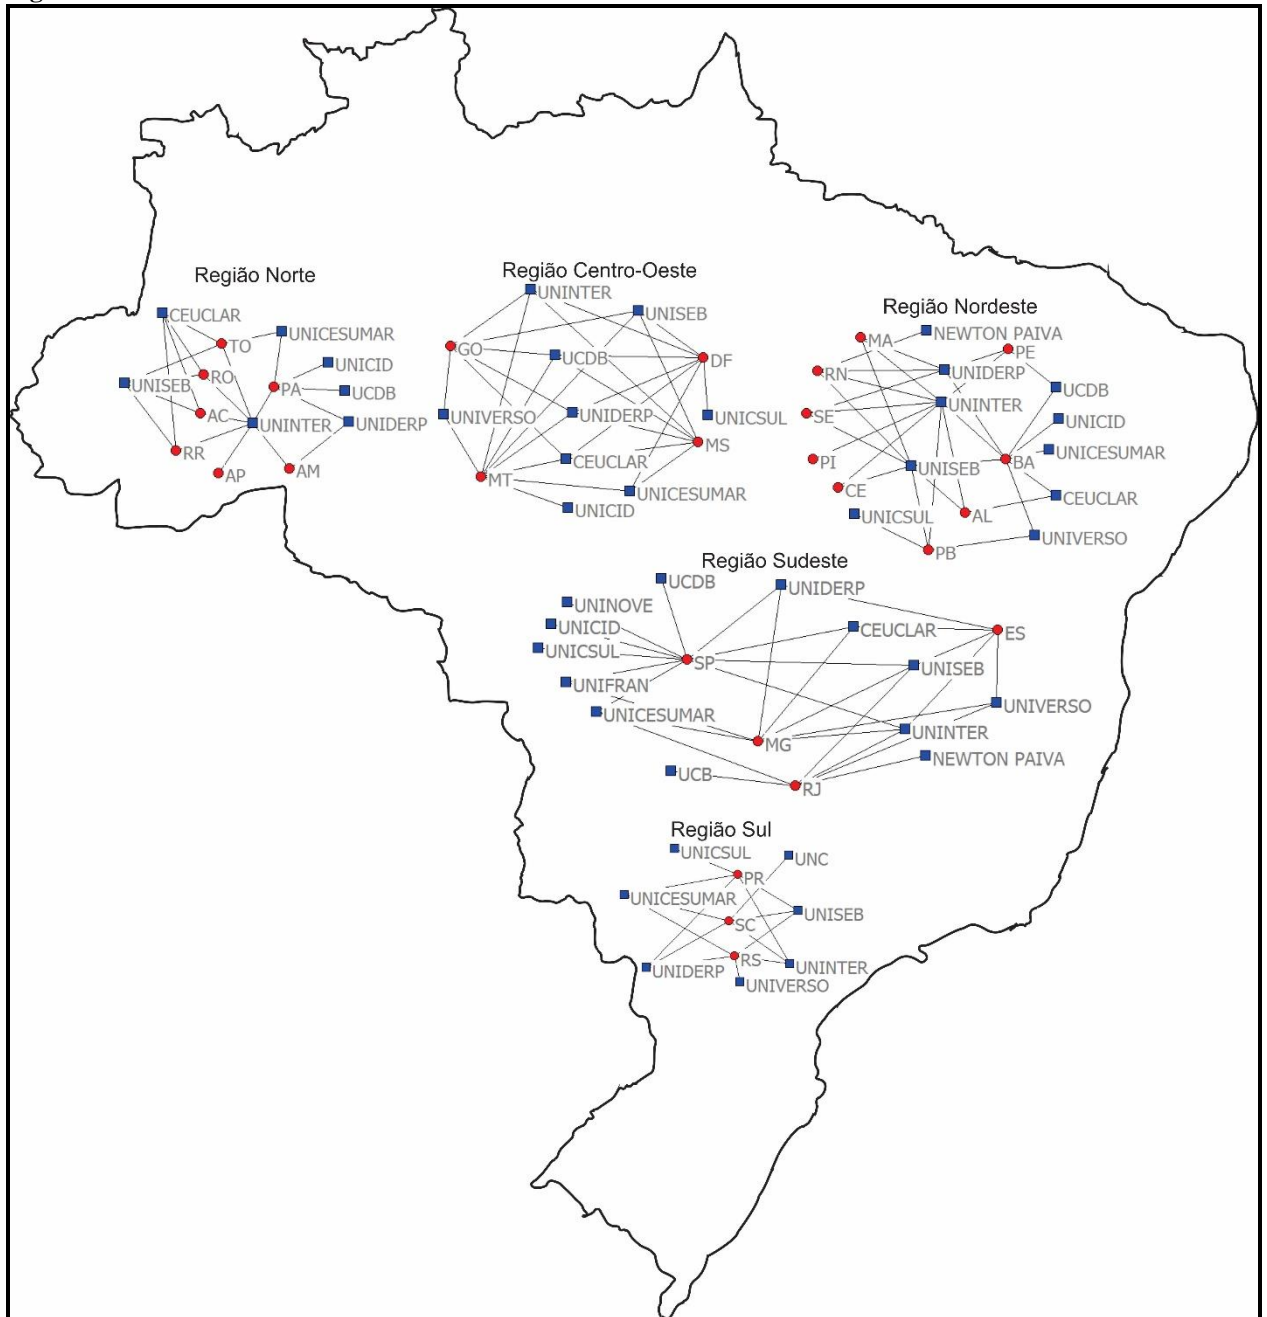 Região Norte
CEUCLAR
TO
UNICESUMAR
RO
UNICID
UNISEB
PA
UCDB
AC
UNINTER
UNIDERP
RR
AP
AM
Região Centro-Oeste
UNINTER
UNISEB
GO
UCDB
DF
UNIVERSO
UNIDERP
UNICSUL
MS
CEUCLAR
MT
UNICESUMAR
UNICID
Região Nordeste
NEWTON PAIVA
MA
PE
RN
UNIDERP
UCDB
UNINTER
SE
UNICID
UNICESUMAR
PI
UNISEB
BA
CE
CEUCLAR
UNICSUL
AL
UNIVERSO
PB
Região Sudeste
UCDB
UNIDERP
UNINOVE
UNICID
CEUCLAR
ES
UNICSUL
SP
UNISEB
UNIFRAN
UNIVERSO
UNICESUMAR
UNINTER
MG
NEWTON PAIVA
UCB
RJ
Região Sul
UNICSUL
UNC
PR
UNICESUMAR
UNISEB
SC
RS
UNIDERP
UNINTER
UNIVERSO